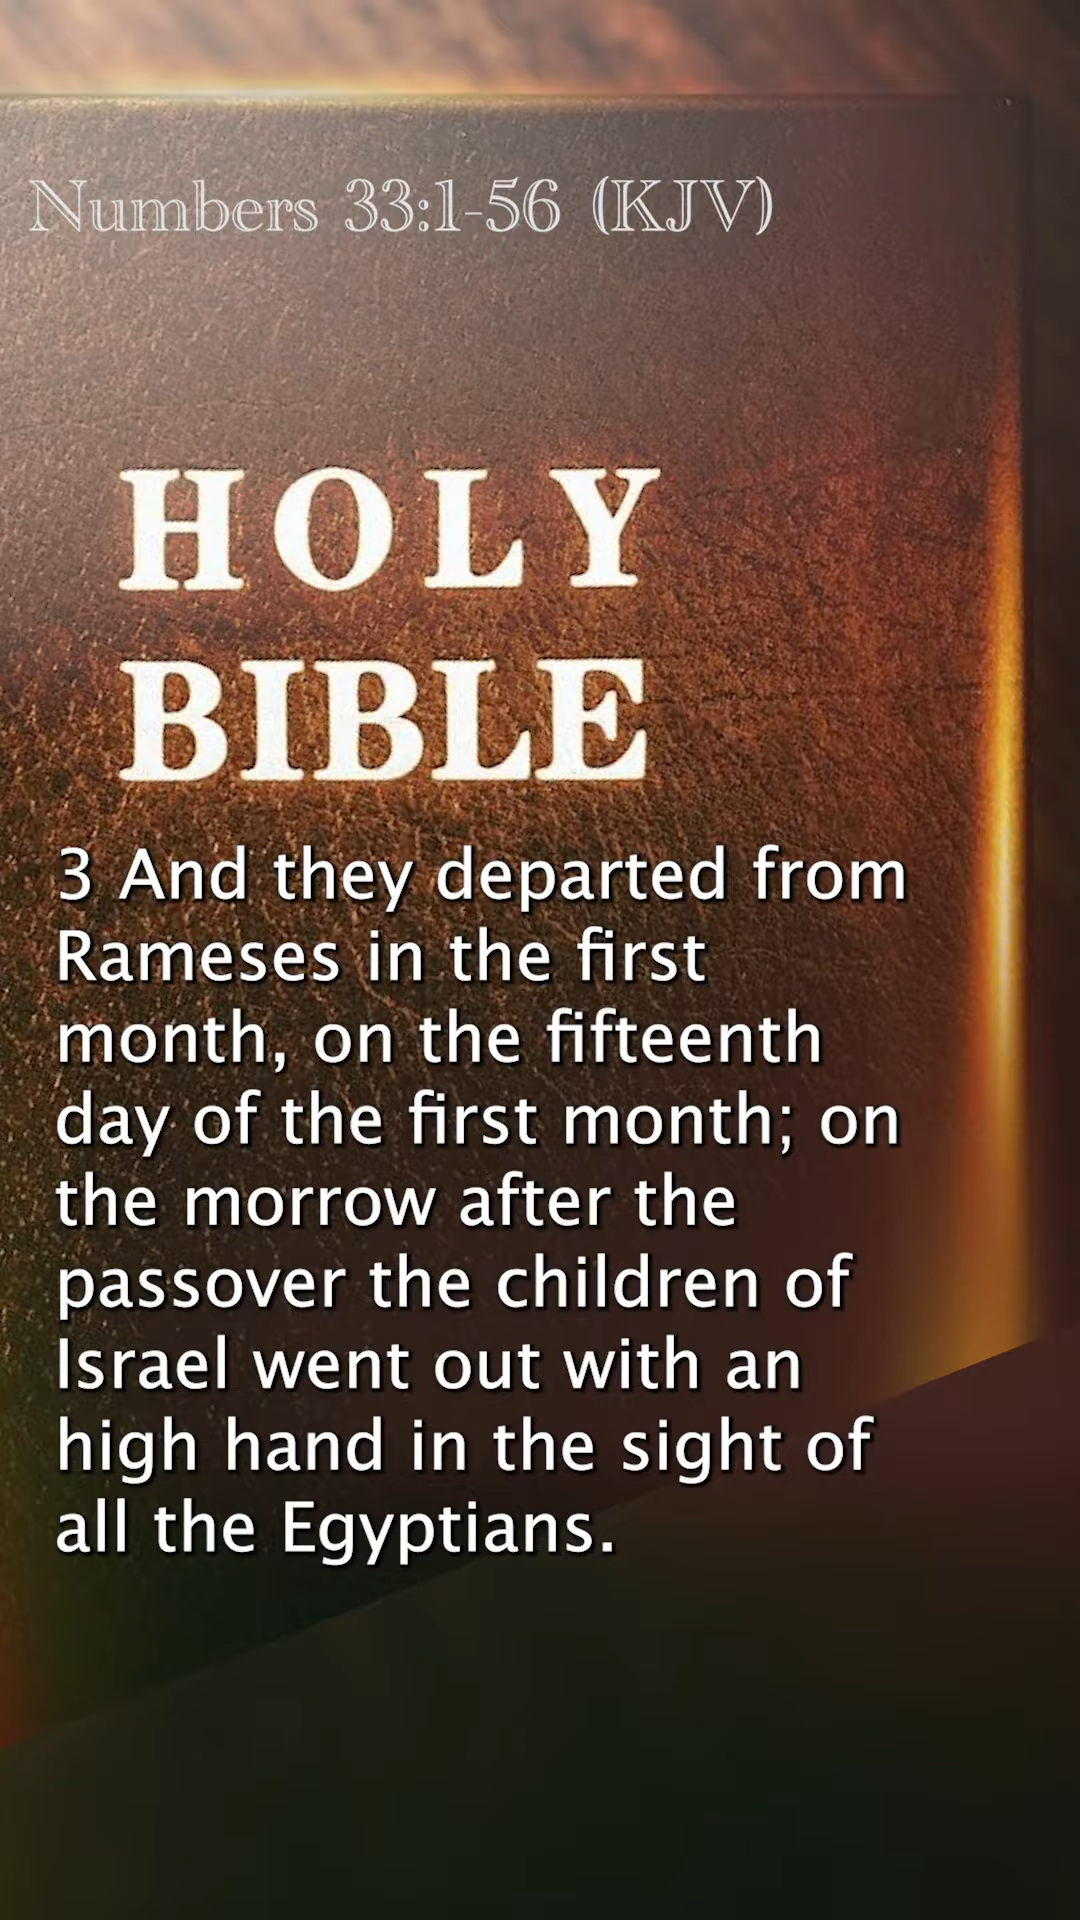 Numbers 33:1-56 (KJV)
HOLY
BIBLE
3 And they departed from
Rameses in the first
month, on the fifteenth
day of the first month; on
the morrow after the
passover the children of
Israel went out with an
high hand in the sight of
all the Egyptians.